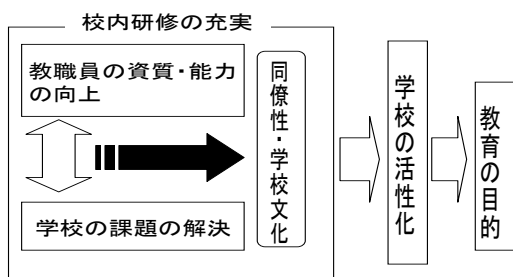 校内研修の充実
教職員の資質・能力
の向上
学校の課題の解決
同僚性・学校文化
学校の活性化
教育の目的